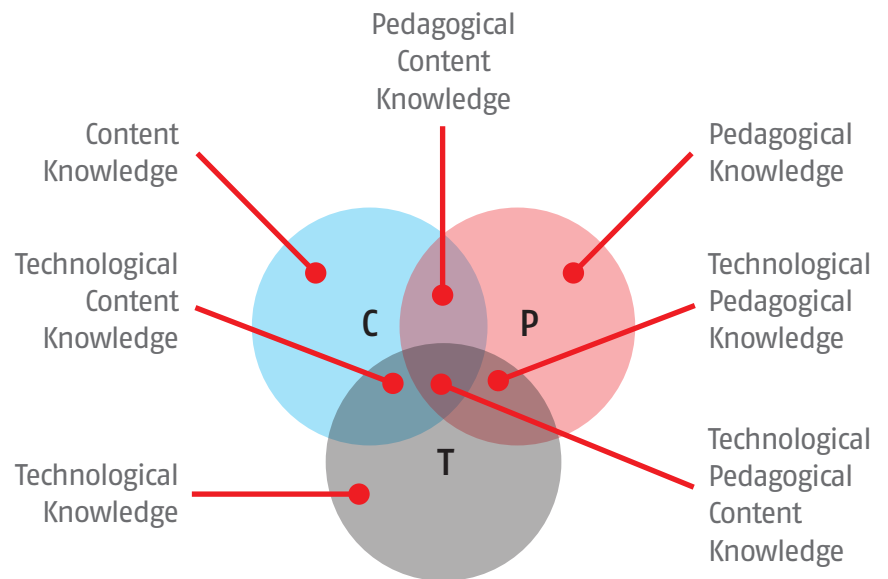 Pedagogical
Content
Knowledge
Content
Knowledge
Pedagogical
Knowledge
Technological
Content
Knowledge
Technological
Pedagogical
Knowledge
C
P
T
Technological
Knowledge
Technological
Pedagogical
Content
Knowledge